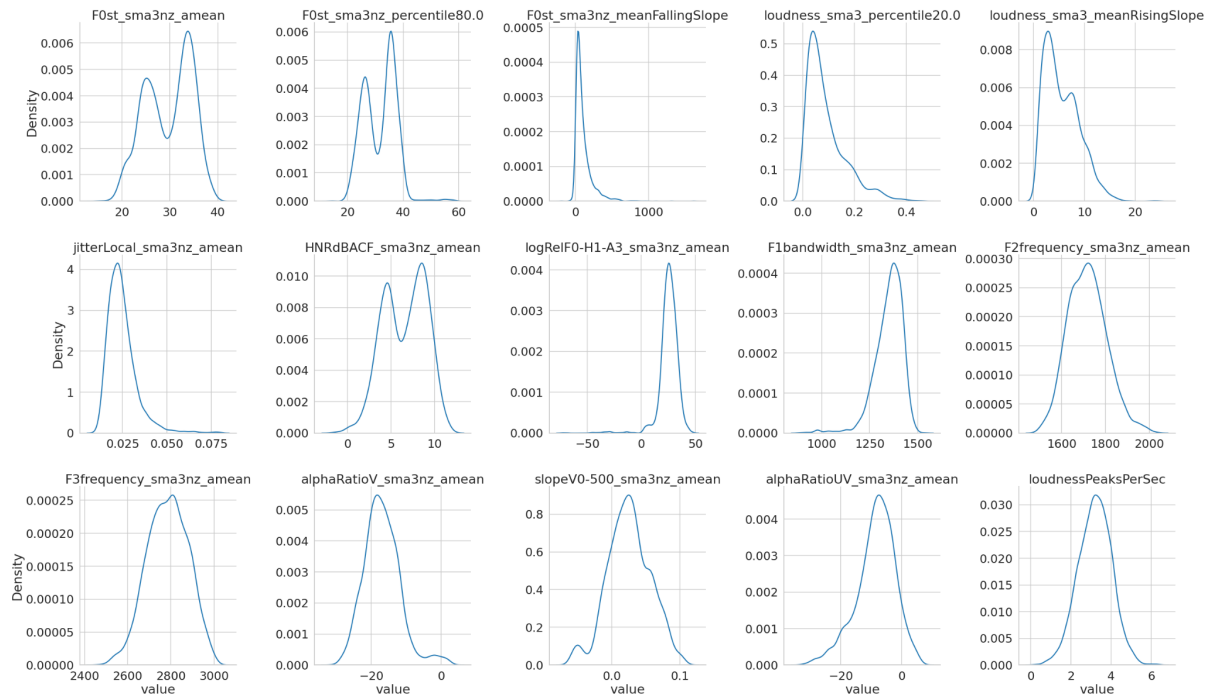 F0st_sma3nz_amean
F0st_sma3nz_percentile80.0
F0st_sma3nz_meanFallingSlope
loudness_sma3_percentile20.0
loudness_sma3_meanRisingSlope
Density
0.006
0.005
0.004
0.003
0.002
0.001
0.000
20 30 40
0.006
0.005
0.004
0.003
0.002
0.001
0.000
20 40 60
0.0005
0.0004
0.0003
0.0002
0.0001
0.0000
0 1000
0.5
0.4
0.3
0.2
0.1
0.0
0.0 0.2 0.4
0.008
0.006
0.004
0.002
0.000
0 10 20
jitterLocal_sma3nz_amean
HNRdBACF_sma3nz_amean
logRelF0-H1-A3_sma3nz_amean
F1bandwidth_sma3nz_amean
F2frequency_sma3nz_amean
Density
4
3
2
1
0
0.025 0.050 0.075
0.010
0.008
0.006
0.004
0.002
0.000
0 5 10
0.004
0.003
0.002
0.001
0.000
−50 0 50
0.0004
0.0003
0.0002
0.0001
0.0000
1000 1250 1500
0.00030
0.00025
0.00020
0.00015
0.00010
0.00005
0.00000
1600 1800 2000
F3frequency_sma3nz_amean
alphaRatioV_sma3nz_amean
slopeV0-500_sma3nz_amean
alphaRatioUV_sma3nz_amean
loudnessPeaksPerSec
Density
0.00025
0.00020
0.00015
0.00010
0.00005
0.00000
2400 2600 2800 3000
value
0.005
0.004
0.003
0.002
0.001
0.000
−20 0
value
0.8
0.6
0.4
0.2
0.0
0.0 0.1
value
0.004
0.003
0.002
0.001
0.000
−20 0
value
0.030
0.025
0.020
0.015
0.010
0.005
0.000
2 4 6
0
value